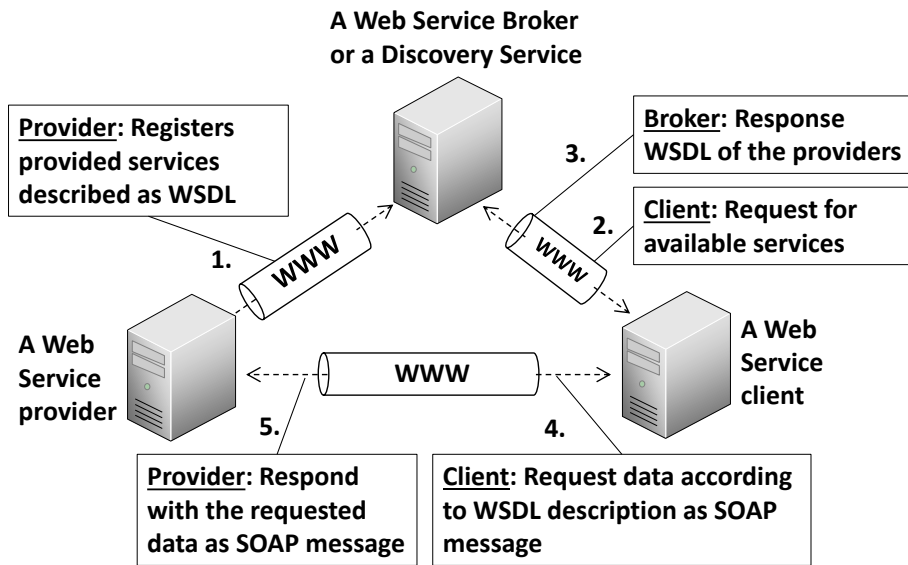 A Web Service Broker
or a Discovery Service
Provider: Registers
provided services
described as WSDL
Broker: Response
WSDL of the providers
3.
Client: Request for
available services
2.
1.
WWW
WWW
A Web
Service
provider
WWW
A Web
Service
client
5.
4.
Provider: Respond
with the requested
data as SOAP message
Client: Request data according
to WSDL description as SOAP
message